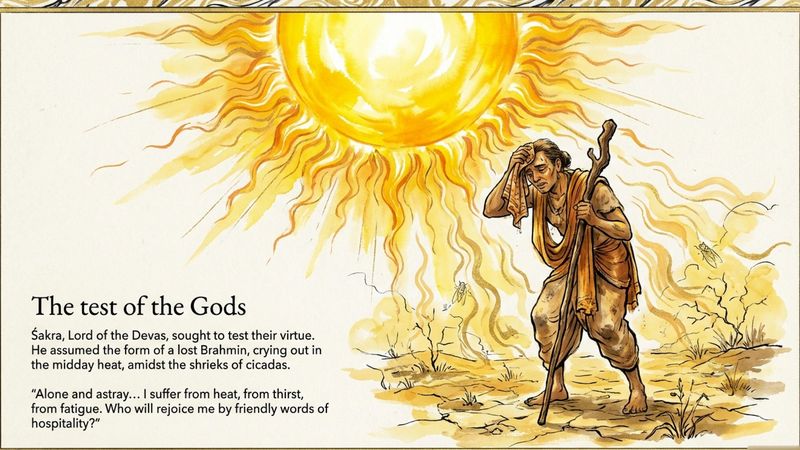 The test of the Gods
Śakra, Lord of the Devas, sought to test their virtue.
He assumed the form of a lost Brahmin, crying out in
the midday heat, amidst the shrieks of cicadas.
“Alone and astray… I suffer from heat, from thirst,
from fatigue. Who will rejoice me by friendly words of
hospitality?”